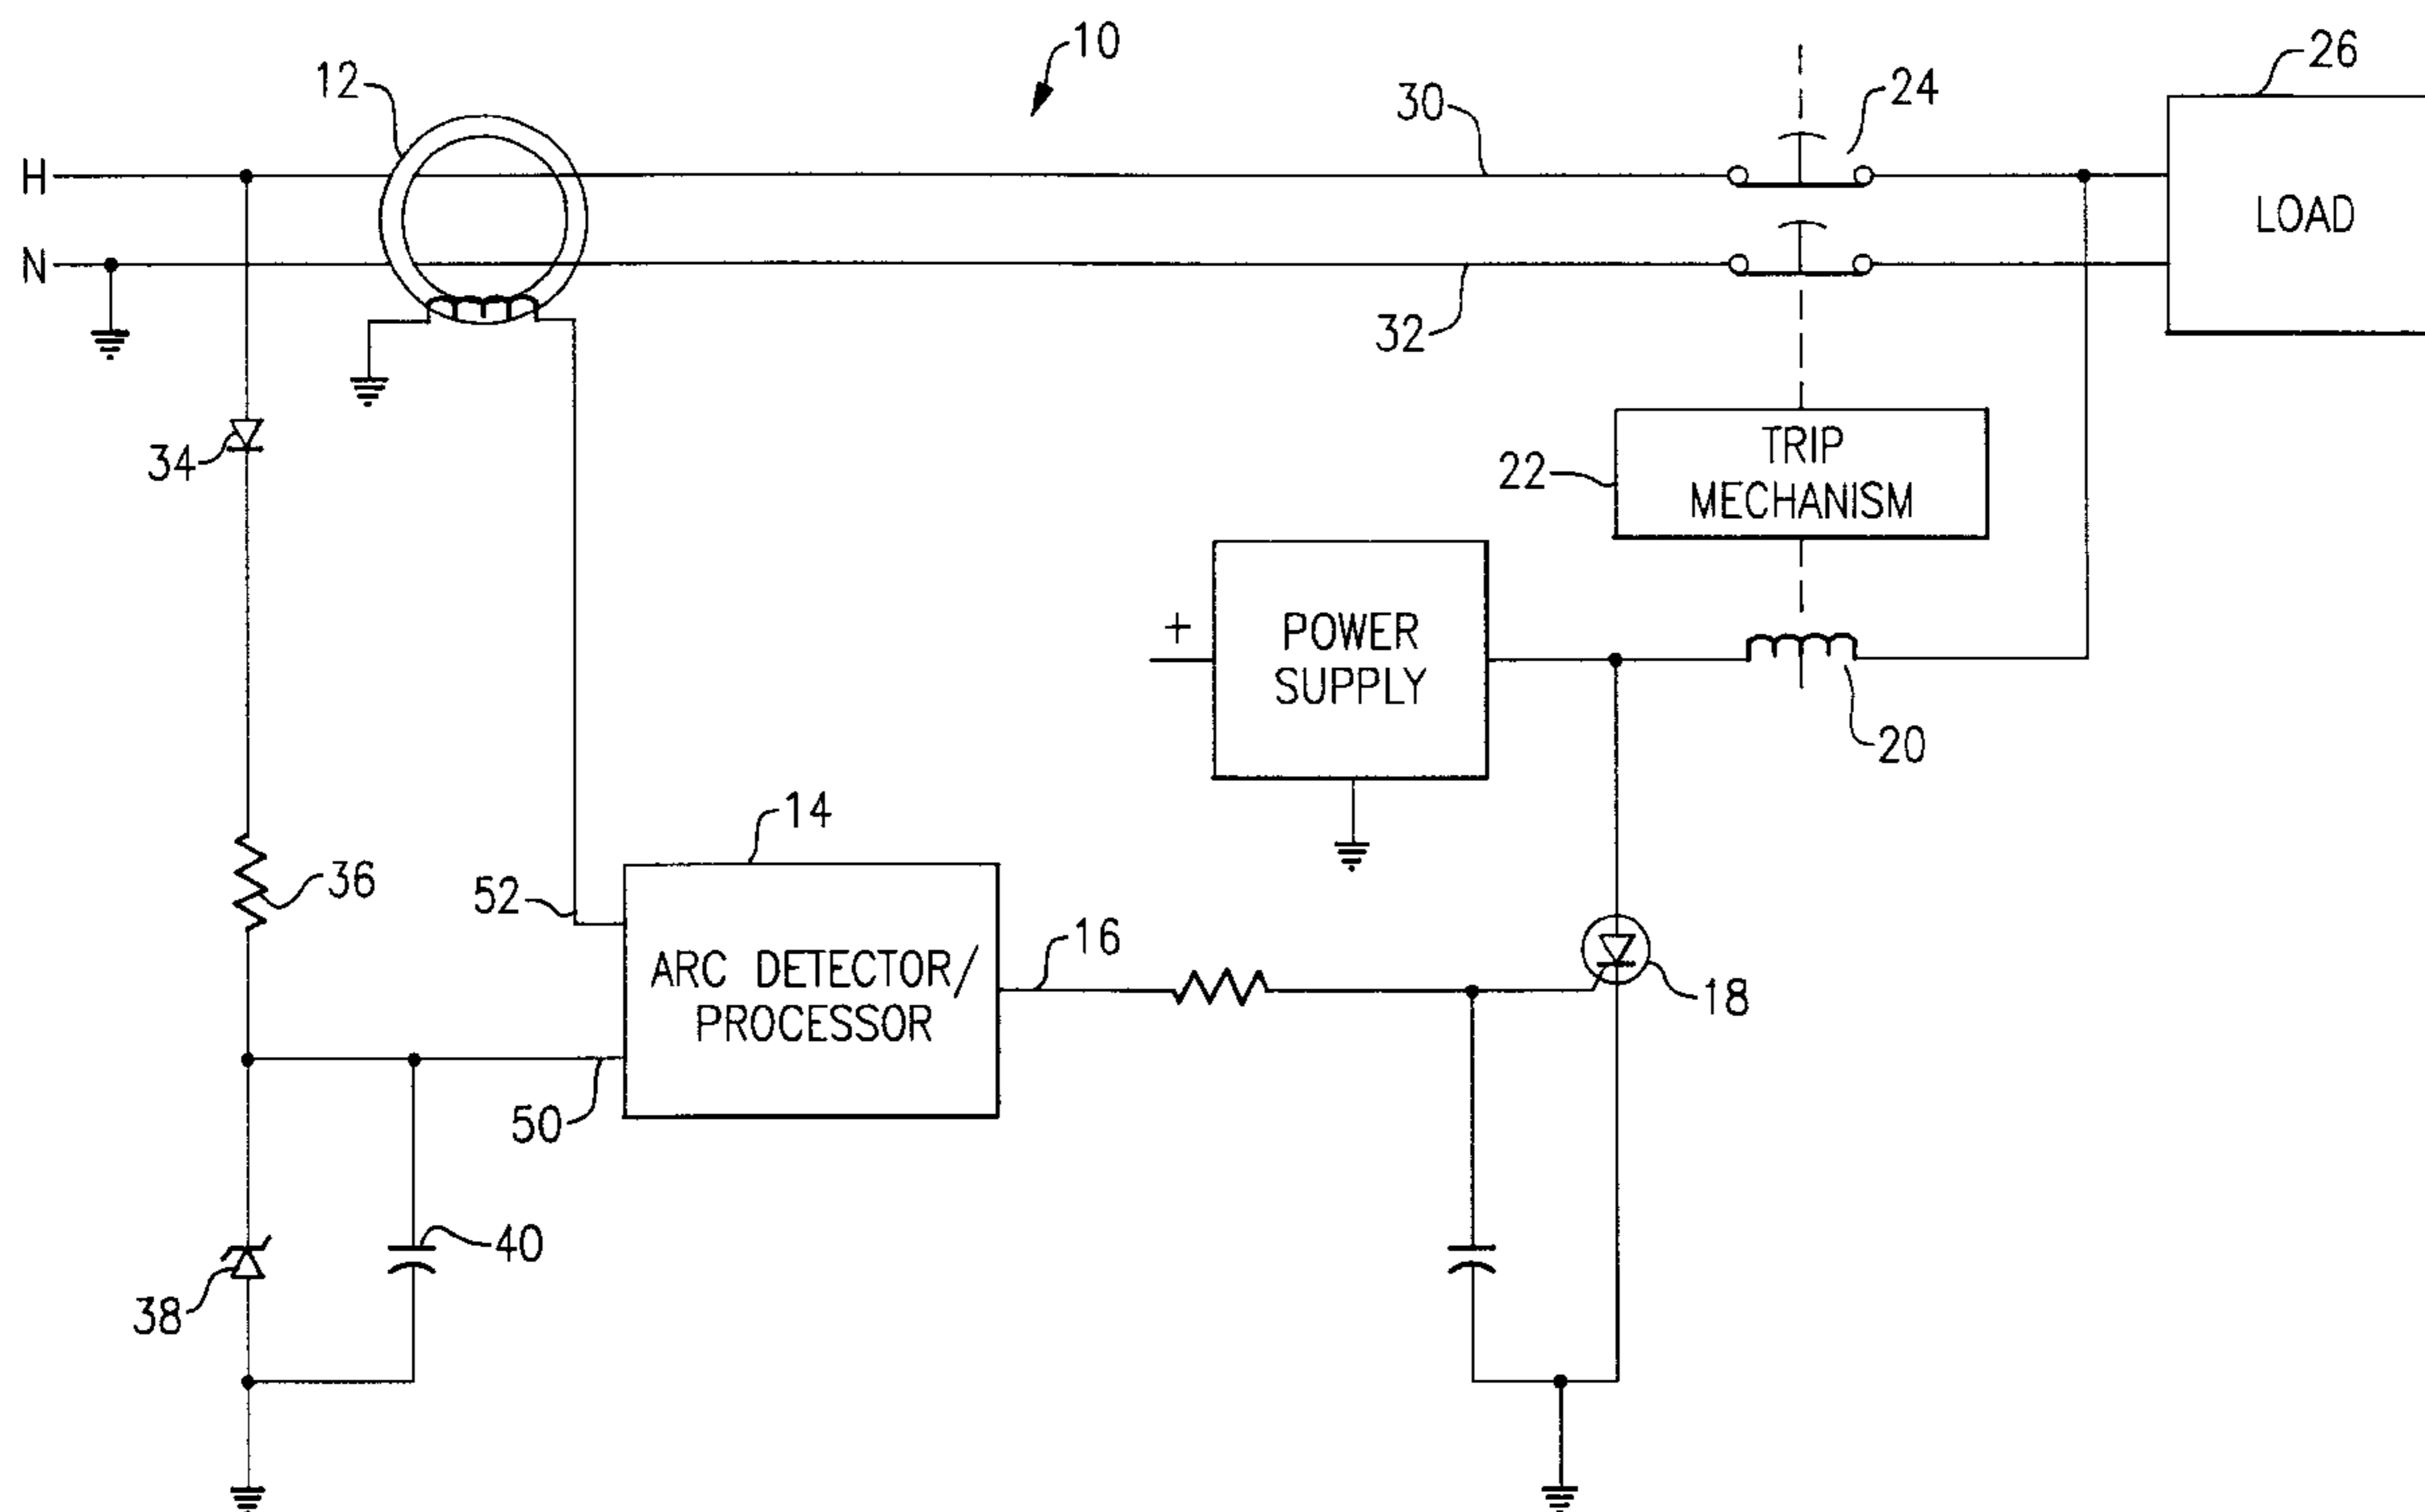 10
26
12
24
30
H
LOAD
N
32
34
TRIP
22
MECHANISM
+
POWER
SUPPLY
20
14
36
52
16
ARC DETECTOR/
PROCESSOR
18
50
40
38